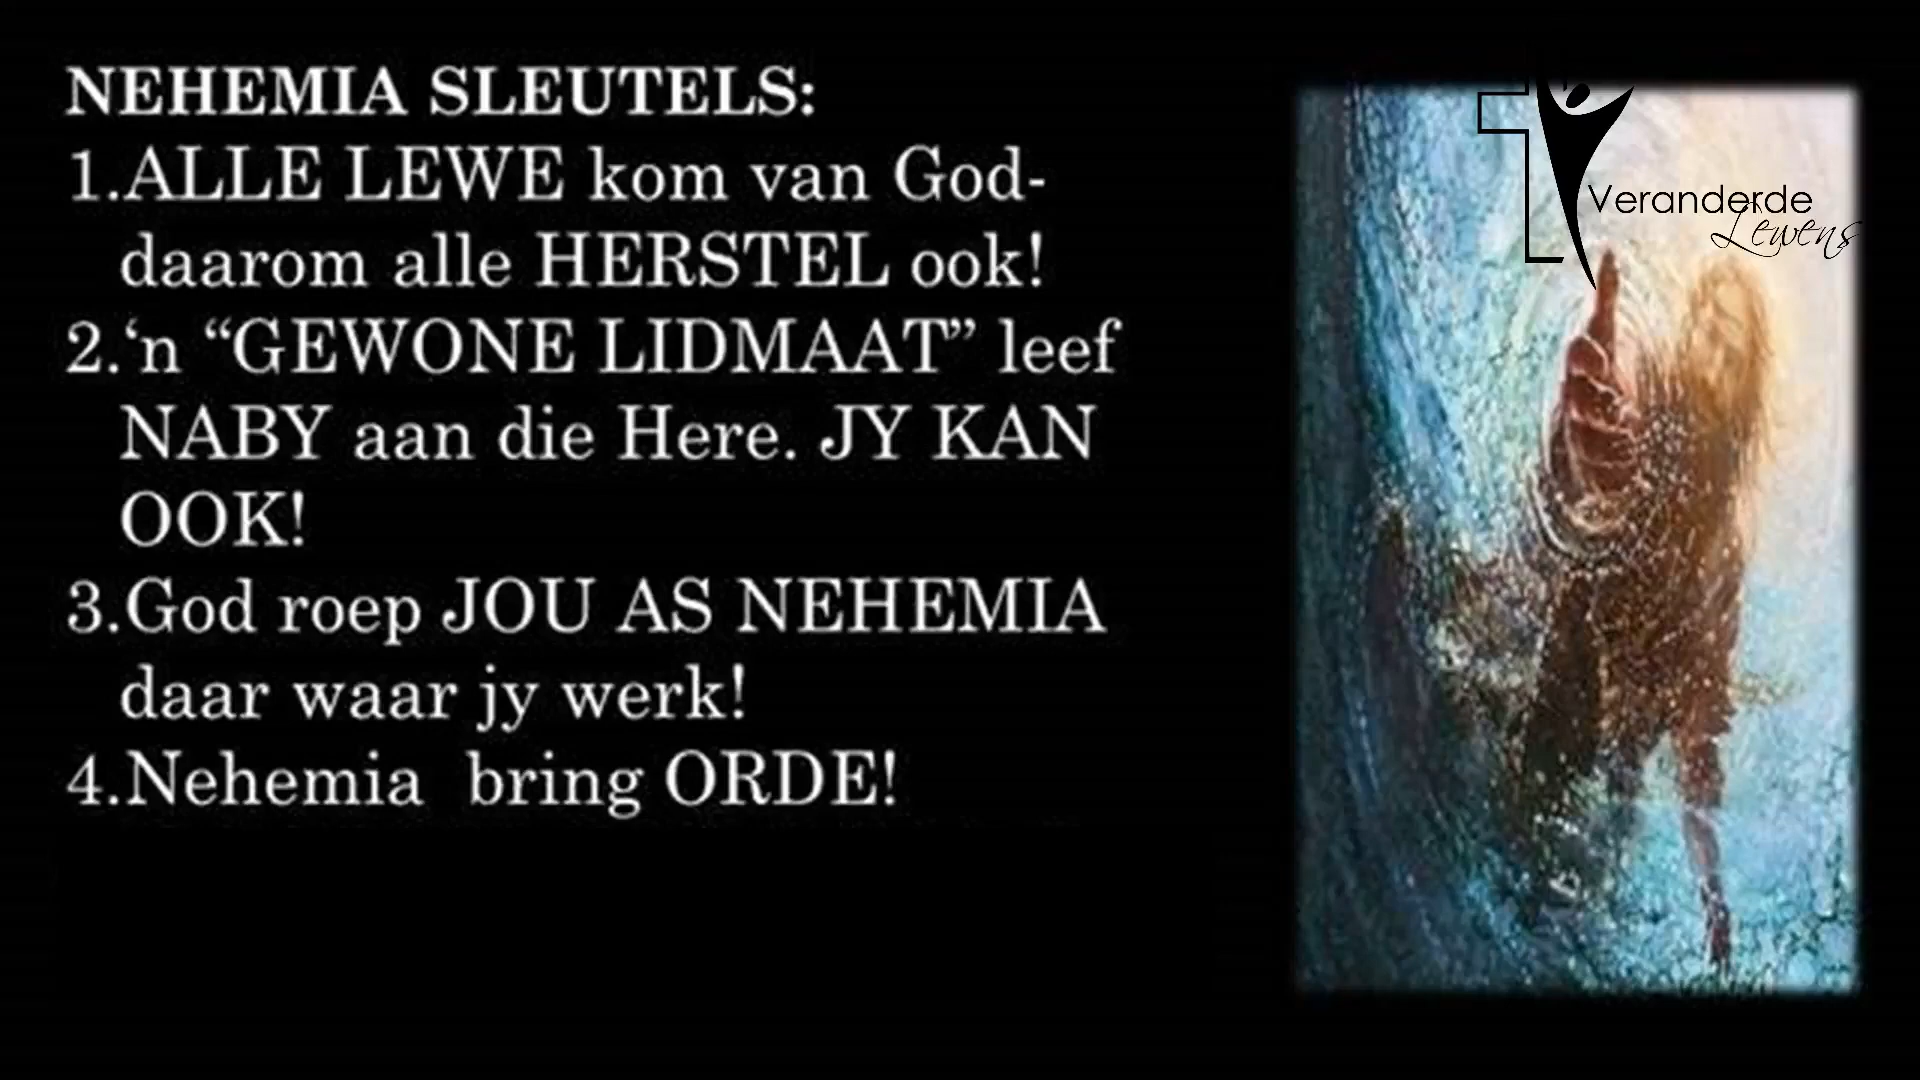 NEHEMIA SLEUTELS:
1.ALLE LEWE kom van God-
daarom alle HERSTEL ook!
2.‘n “GEWONE LIDMAAT” leef
NABY aan die Here. JY KAN
OOK!
3.God roep JOU AS NEHEMIA
daar waar jy werk!
4.Nehemia  bring ORDE!
Veranderde
Lewens